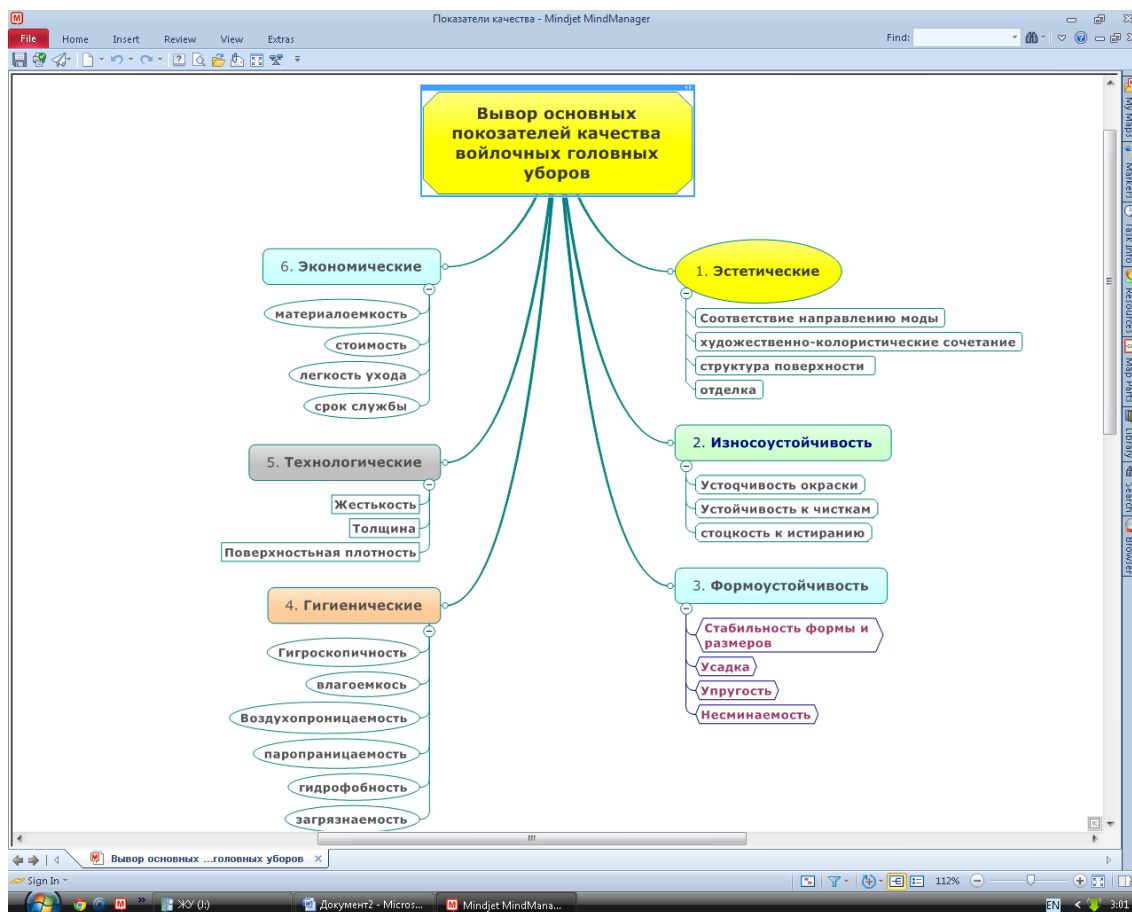 Показатели качества - Mindjet MindManager
File Home Insert Review View Extras Find:
Вывор основных
покозателей качества
войлочных головных
уборов
6. Экономические
материалоемкость
стоимость
легкость ухода
срок службы
5. Технологические
Жестькость
Толщина
Поверхностьная плотность
4. Гигиенические
Гигроскопичность
влагоемкось
Воздухопроницаемость
паропраницаемость
гидрофобность
загрязнаемость
1. Эстетические
Соответствие направлению моды
художественно-колористические сочетание
структура поверхности
отделка
2. Износоустойчивость
Устоqчивость окраски
Устойчивость к чисткам
стоцкость к истиранию
3. Формоустойчивость
Стабильность формы и
размеров
Усадка
Упругость
Несминаемость
My Maps
Markers
Task Info
Resources
Map Parts
Library
Search
Browser
Вывор основных ...головных уборов
Sign In
112%
ЖУ (I:)
Документ2 - Micros...
Mindjet MindMana...
EN
3:01